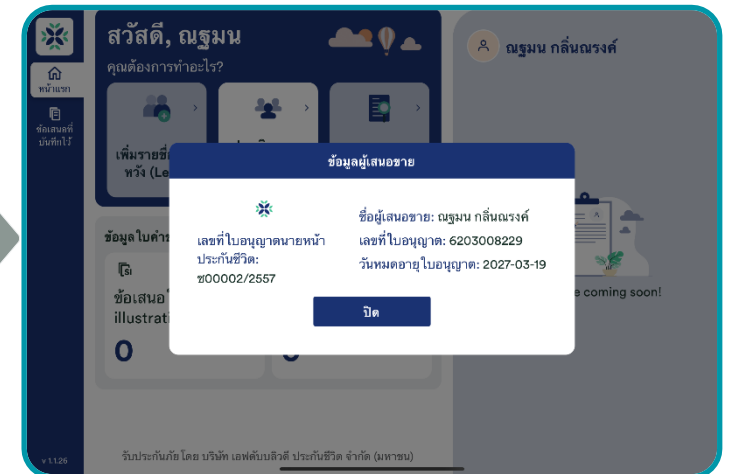 สวัสดี, ณฐมน
คุณต้องการทำอะไร?
หน้าแรก
ข้อเสนอที่
บันทึกไว้
ณฐมน กลิ่นณรงค์
เพิ่มรายชื่อ
หวัง (Le
ข้อมูลผู้เสนอขาย
เลขที่ใบอนุญาตนายหน้า
ประกันชีวิต:
ช00002/2557
ชื่อผู้เสนอขาย: ณฐมน กลิ่นณรงค์
เลขที่ใบอนุญาต: 6203008229
วันหมดอายุใบอนุญาต: 2027-03-19
ปิด
ข้อมูลใบคำ
ข้อเสนอ
illustrati
0
e coming soon!
v 1.1.26
รับประกันภัย โดย บริษัท เอฟดับบลิวดี ประกันชีวิต จำกัด (มหาชน)